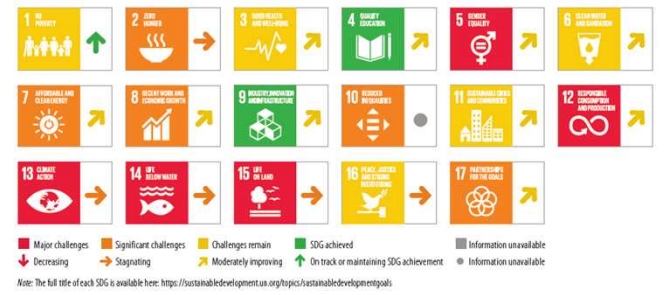 1 NO
POVERTY
2 ZERO
HUNGER
3 GOOD HEALTH
AND WELL-BEING
4 QUALITY
EDUCATION
5 GENDER
EQUALITY
6 CLEAN WATER
AND SANITATION
7 AFFORDABLE AND
CLEAN ENERGY
8 DECENT WORK AND
ECONOMIC GROWTH
9 INDUSTRY, INNOVATION
AND INFRASTRUCTURE
10 REDUCED
INEQUALITIES
11 SUSTAINABLE CITIES
AND COMMUNITIES
12 RESPONSIBLE
CONSUMPTION
AND PRODUCTION
13 CLIMATE
ACTION
14 LIFE
BELOW WATER
15 LIFE
ON LAND
16 PEACE, JUSTICE
AND STRONG
INSTITUTIONS
17 PARTNERSHIPS
FOR THE GOALS
Major challenges Significant challenges Challenges remain SDG achieved Information unavailable
Decreasing Stagnating Moderately improving On track or maintaining SDG achievement Information unavailable
Note: The full title of each SDG is available here: https://sustainabledevelopment.un.org/topics/sustainabledevelopmentgoals